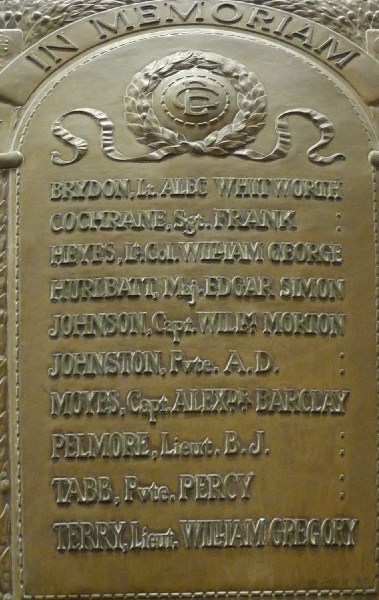 IN MEMORIAM
BRYDON, Lt. ALEC WHITWORTH
COCHRANE, Sgt. FRANK :
HEYES, Lt. Col. WILLIAM GEORGE
HURLBATT, Maj. EDGAR SIMON
JOHNSON, Capt. WILFD. MORTON
JOHNSTON, Pvte. A.D. :
MOYES, Capt. ALEXDR. BARCLAY
PELMORE, Lieut. B.J. :
TABB, Pvte. PERCY :
TERRY, Lieut. WILLIAM GREGORY